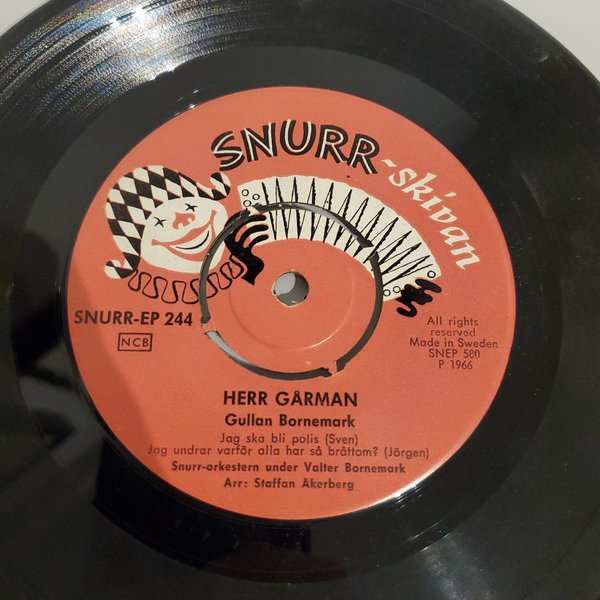 SNURR-skivan
SNURR-EP 244
NCB
All rights
reserved
Made in Sweden
SNEP 580
P 1966
HERR GÅRMAN
Gullan Bornemark
Jag ska bli polis (Sven)
Jag undrar varför alla har så bråttom? (Jörgen)
Snurr-orkestern under Valter Bornemark
Arr: Staffan Åkerberg